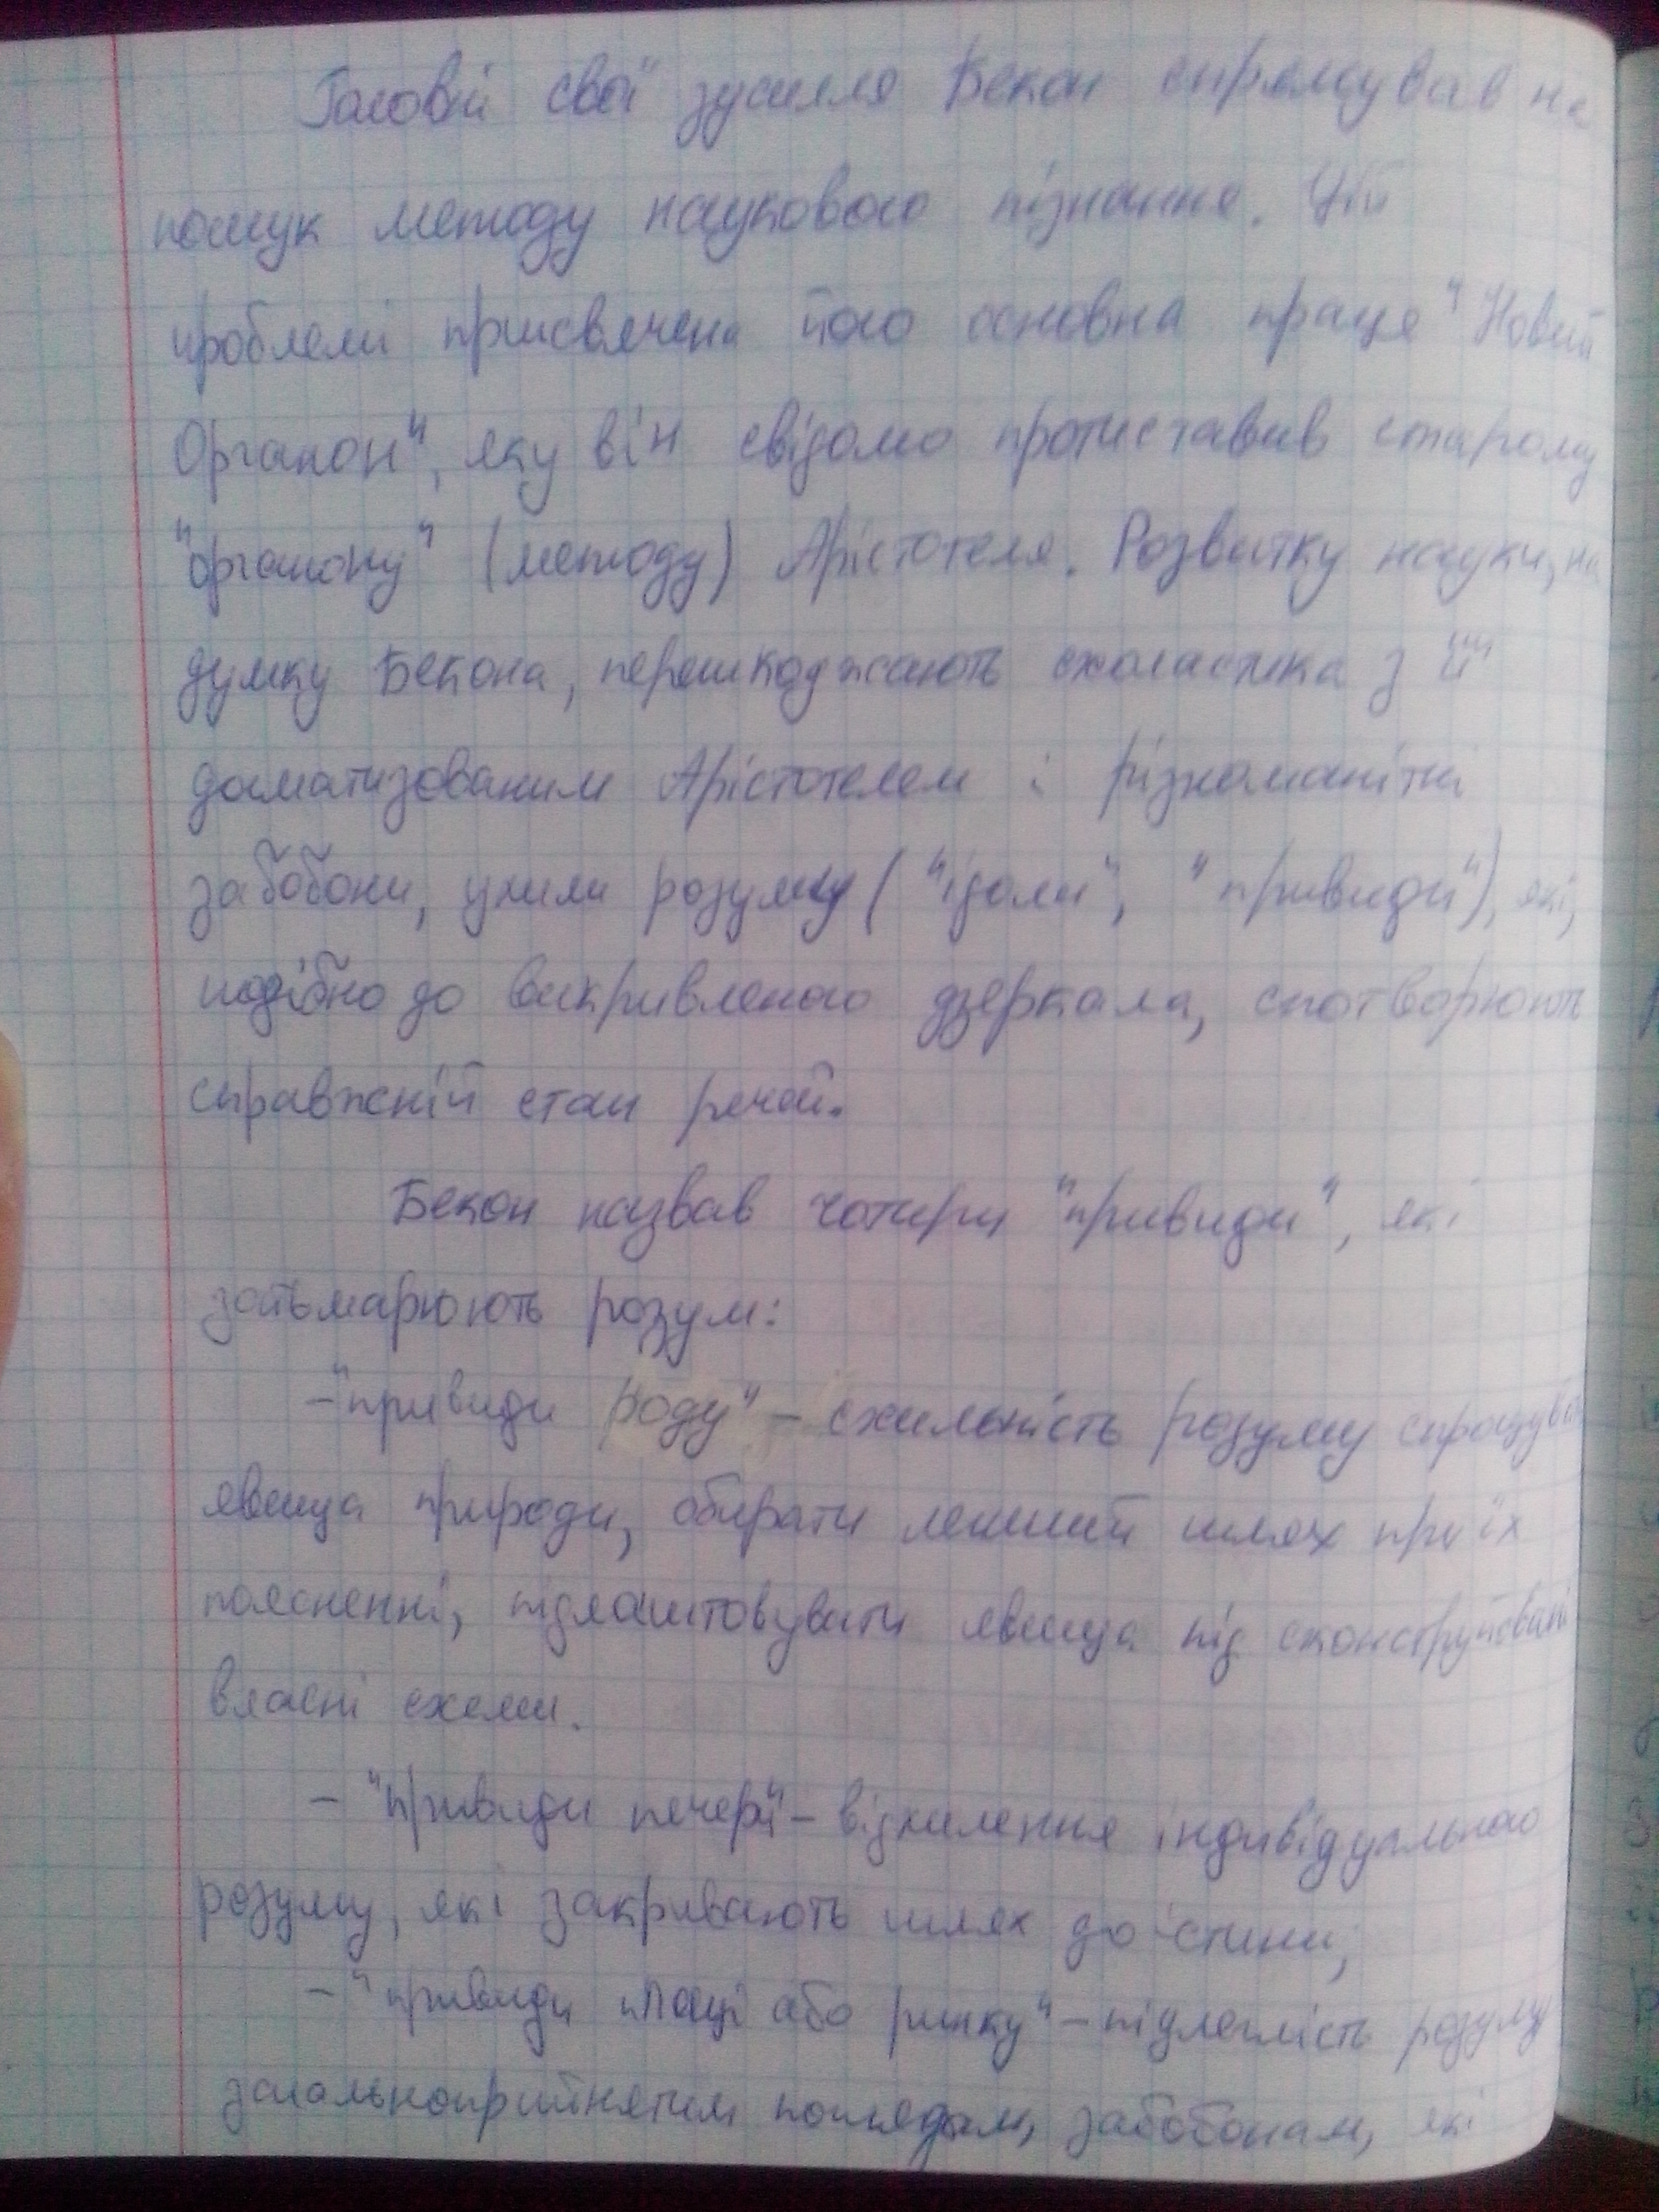 Головні свої зусилля Бекон спрямував на
пошук методу наукового пізнання. Цій
проблемі присвячена його основна праця "Новий
Органон", яку він свідомо протиставив старому
"органону" (методу) Арістотеля. Розвитку науки, на
думку Бекона, перешкоджають схоластика з її
догматизованим Арістотелем і різноманітні
забобони, ухили розуму ("ідоли", "привиди"), які,
подібно до викривленого дзеркала, спотворюють
справжній стан речей.
Бекон назвав чотири "привиди", які
затьмарюють розум:
-"привиди роду" - схильність розуму спрощувати
явища природи, обирати легший шлях при їх
поясненні, підлаштовувати явища під сконструйовані
власні схеми.
- "привиди печери" - відхилення індивідуального
розуму, які закривають шлях до істини;
- "привиди площі або ринку" - підлеглість розуму
загальноприйнятим поглядам, забобонам, які